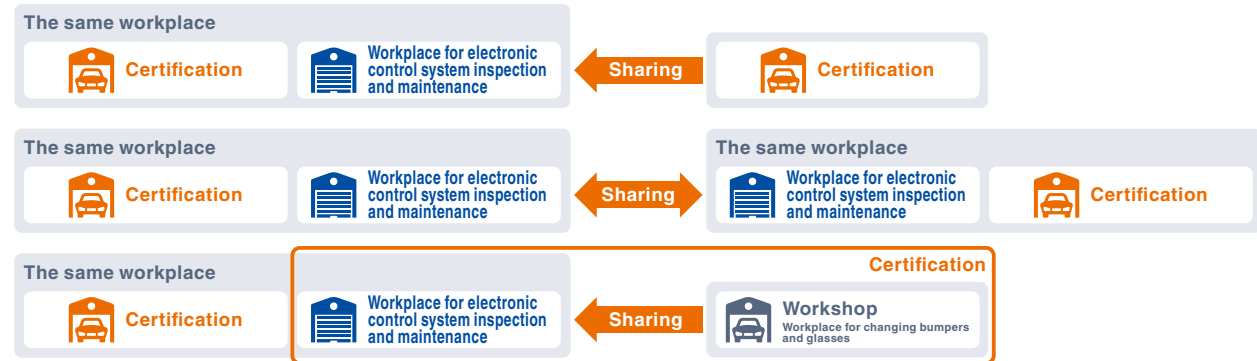 The same workplace
Certification
Workplace for electronic
control system inspection
and maintenance
Sharing
Certification
The same workplace
Certification
Workplace for electronic
control system inspection
and maintenance
Sharing
The same workplace
Workplace for electronic
control system inspection
and maintenance
Certification
The same workplace
Certification
Workplace for electronic
control system inspection
and maintenance
Sharing
Certification
Workshop
Workplace for changing bumpers
and glasses